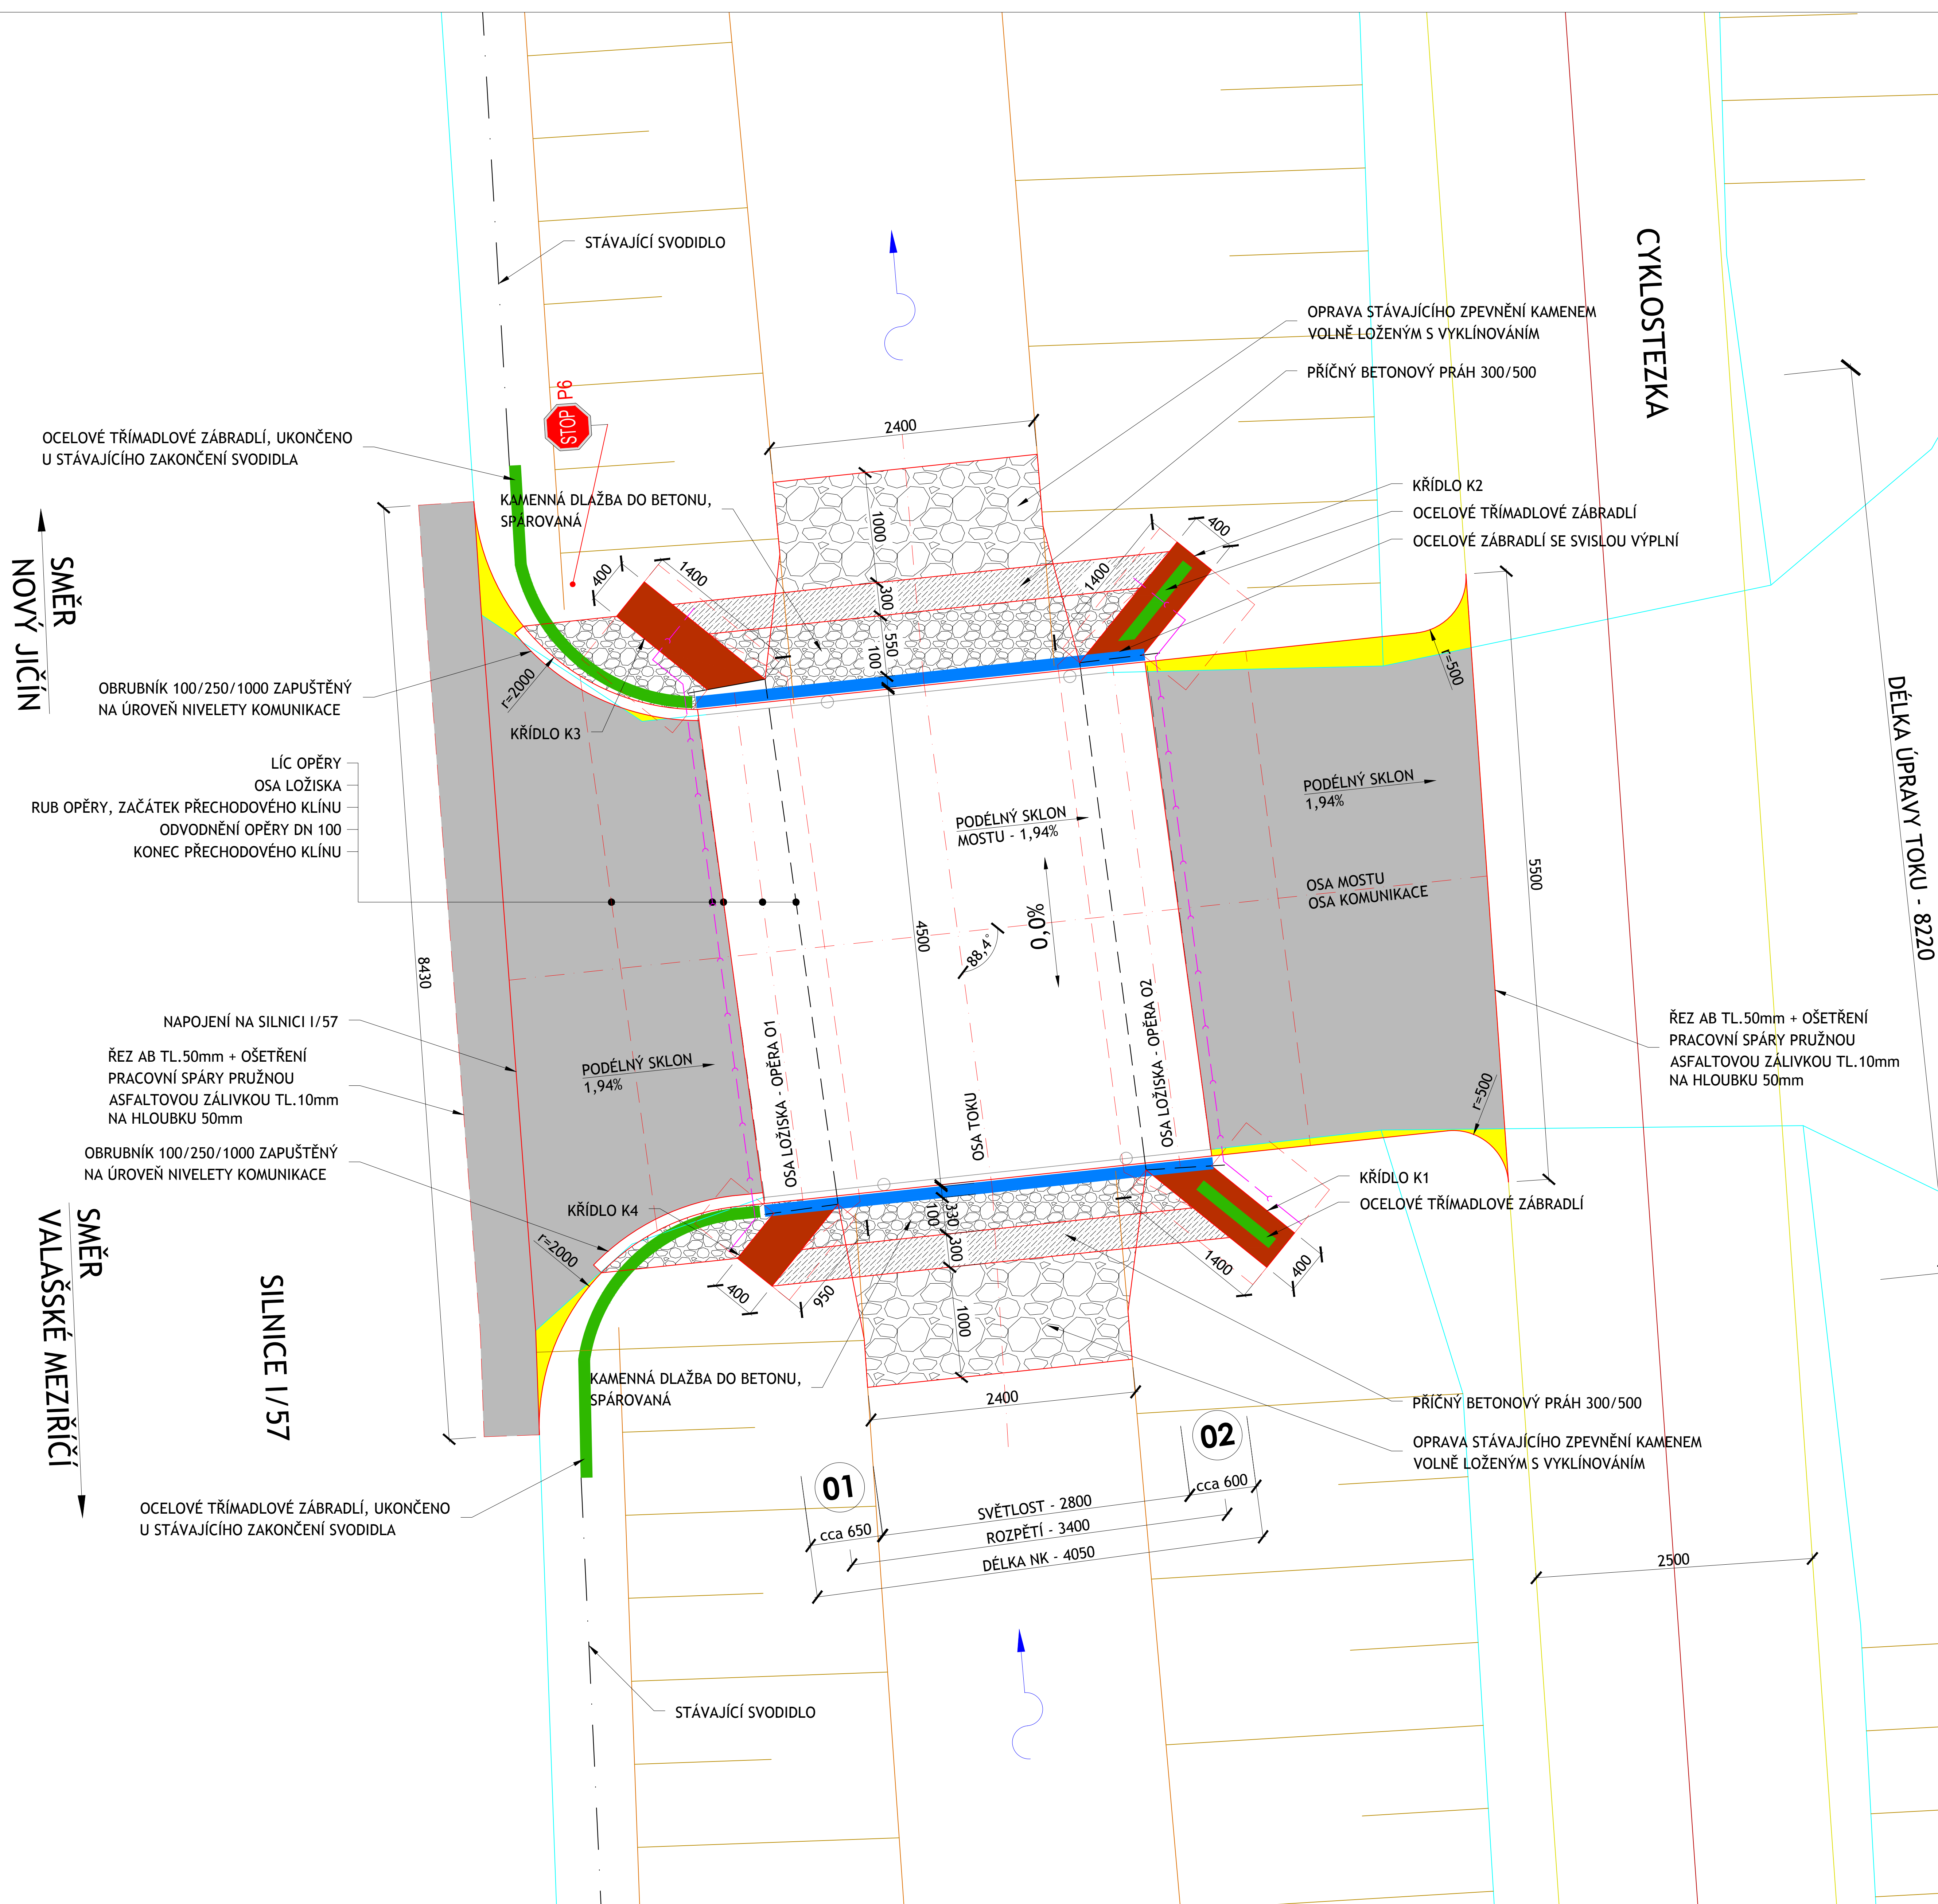 STÁVAJÍCÍ SVODIDLO
CYKLOSTEZKA
OPRAVA STÁVAJÍCÍHO ZPEVNĚNÍ KAMENEM
VOLNĚ LOŽENÝM S VYKLÍNOVÁNÍM
PŘÍČNÝ BETONOVÝ PRÁH 300/500
STOP
P6
2400
OCELOVÉ TŘÍMADLOVÉ ZÁBRADLÍ, UKONČENO
U STÁVAJÍCÍHO ZAKONČENÍ SVODIDLA
KAMENNÁ DLAŽBA DO BETONU,
SPÁROVANÁ
KŘÍDLO K2
OCELOVÉ TŘÍMADLOVÉ ZÁBRADLÍ
OCELOVÉ ZÁBRADLÍ SE SVISLOU VÝPLNÍ
1000
300
550
100
400
1400
1400
400
SMĚR
NOVÝ JIČÍN
OBRUBNÍK 100/250/1000 ZAPUŠTĚNÝ
NA ÚROVEŇ NIVELETY KOMUNIKACE
r=2000
KŘÍDLO K3
r=500
DÉLKA ÚPRAVY TOKU - 8220
LÍC OPĚRY
OSA LOŽISKA
RUB OPĚRY, ZAČÁTEK PŘECHODOVÉHO KLÍNU
ODVODNĚNÍ OPĚRY DN 100
KONEC PŘECHODOVÉHO KLÍNU
PODÉLNÝ SKLON
MOSTU - 1,94%
PODÉLNÝ SKLON
1,94%
OSA MOSTU
OSA KOMUNIKACE
5500
8430
4500
88,4°
0,0%
NAPOJENÍ NA SILNICI I/57
ŘEZ AB TL.50mm + OŠETŘENÍ
PRACOVNÍ SPÁRY PRUŽNOU
ASFALTOVOU ZÁLIVKOU TL.10mm
NA HLOUBKU 50mm
PODÉLNÝ SKLON
1,94%
OSA LOŽISKA - OPĚRA O1
OSA TOKU
OSA LOŽISKA - OPĚRA O2
r=500
ŘEZ AB TL.50mm + OŠETŘENÍ
PRACOVNÍ SPÁRY PRUŽNOU
ASFALTOVOU ZÁLIVKOU TL.10mm
NA HLOUBKU 50mm
OBRUBNÍK 100/250/1000 ZAPUŠTĚNÝ
NA ÚROVEŇ NIVELETY KOMUNIKACE
KŘÍDLO K4
KŘÍDLO K1
OCELOVÉ TŘÍMADLOVÉ ZÁBRADLÍ
r=2000
100
330
300
1000
400
950
1400
400
SMĚR
VALAŠSKÉ MEZIŘÍČÍ
SILNICE I/57
KAMENNÁ DLAŽBA DO BETONU,
SPÁROVANÁ
2400
PŘÍČNÝ BETONOVÝ PRÁH 300/500
OPRAVA STÁVAJÍCÍHO ZPEVNĚNÍ KAMENEM
VOLNĚ LOŽENÝM S VYKLÍNOVÁNÍM
01
02
OCELOVÉ TŘÍMADLOVÉ ZÁBRADLÍ, UKONČENO
U STÁVAJÍCÍHO ZAKONČENÍ SVODIDLA
cca 650
SVĚTLOST - 2800
cca 600
ROZPĚTÍ - 3400
DÉLKA NK - 4050
2500
STÁVAJÍCÍ SVODIDLO